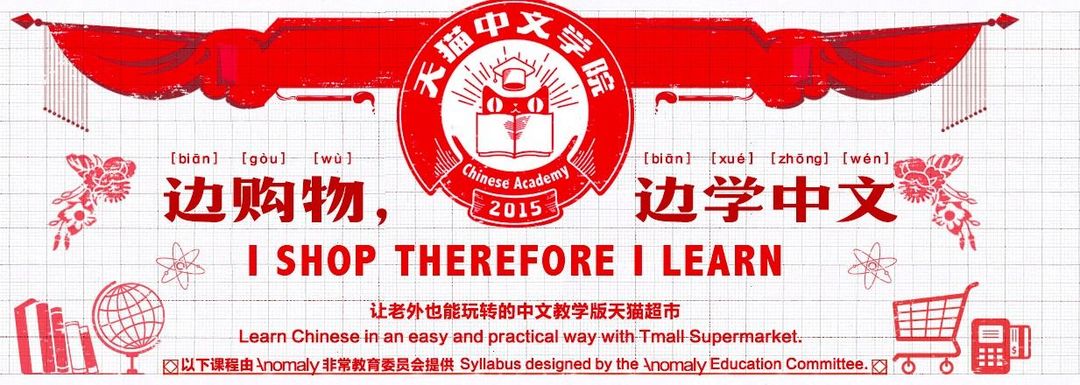 天猫中文学院
Chinese Academy
2015
[biān] [gòu] [wù]
边购物，
[biān] [xué] [zhōng] [wén]
边学中文
I SHOP THEREFORE I LEARN
让老外也能玩转的中文教学版天猫超市
Learn Chinese in an easy and practical way with Tmall Supermarket.
以下课程由 Anomaly 非常教育委员会提供 Syllabus designed by the Anomaly Education Committee.